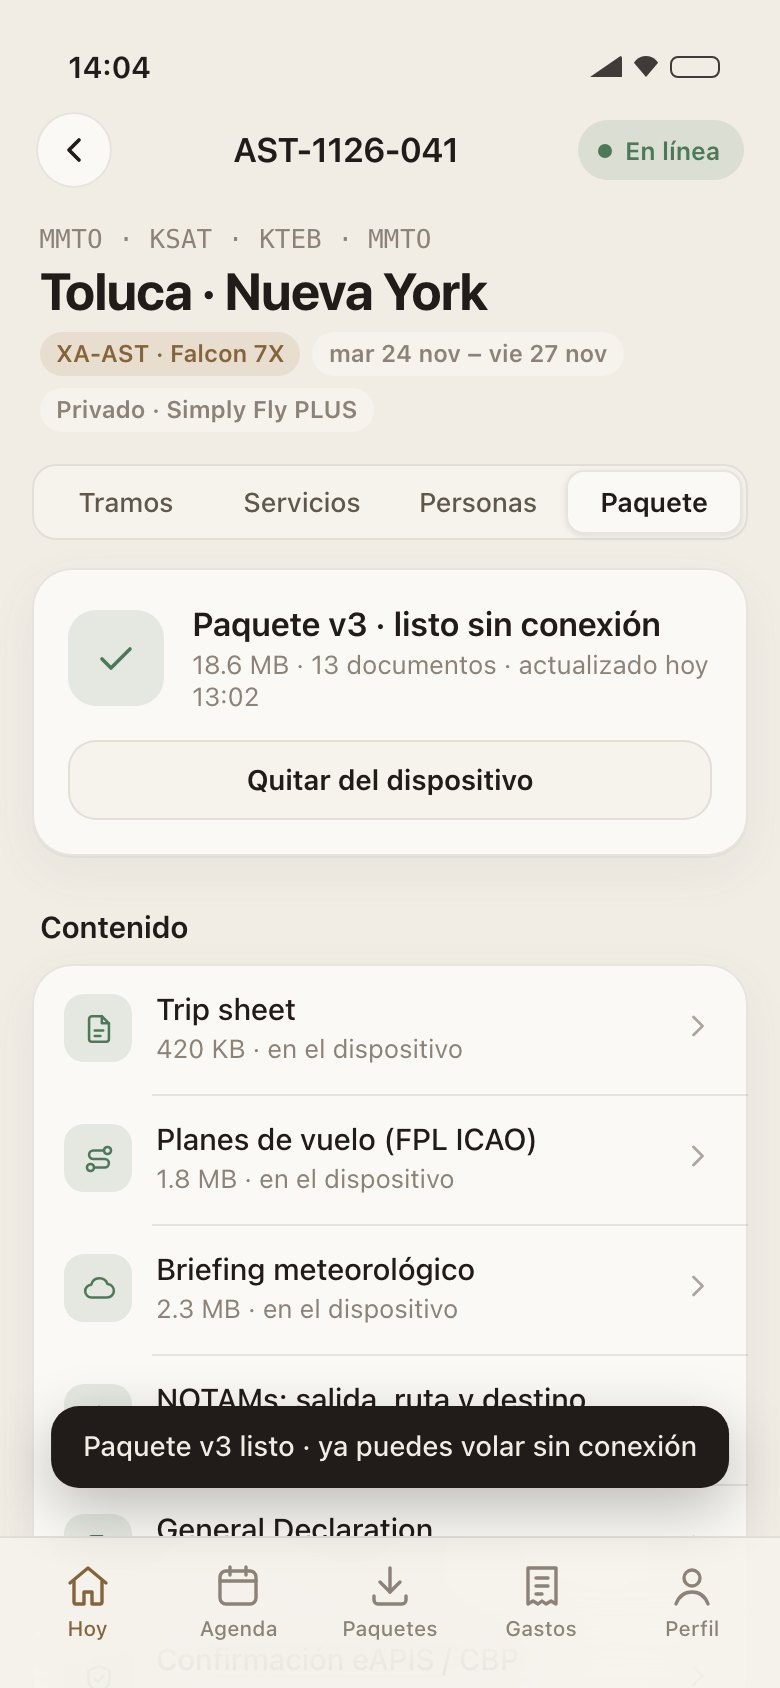 14:04
AST-1126-041
En línea
MMTO · KSAT · KTEB · MMTO
Toluca · Nueva York
XA-AST · Falcon 7X
mar 24 nov – vie 27 nov
Privado · Simply Fly PLUS
Tramos
Servicios
Personas
Paquete
Paquete v3 · listo sin conexión
18.6 MB · 13 documentos · actualizado hoy
13:02
Quitar del dispositivo
Contenido
Trip sheet
420 KB · en el dispositivo
Planes de vuelo (FPL ICAO)
1.8 MB · en el dispositivo
Briefing meteorológico
2.3 MB · en el dispositivo
NOTAMs: salida, ruta y destino
Paquete v3 listo · ya puedes volar sin conexión
General Declaration
Hoy
Agenda
Paquetes
Gastos
Perfil
Confirmación eAPIS / CBP